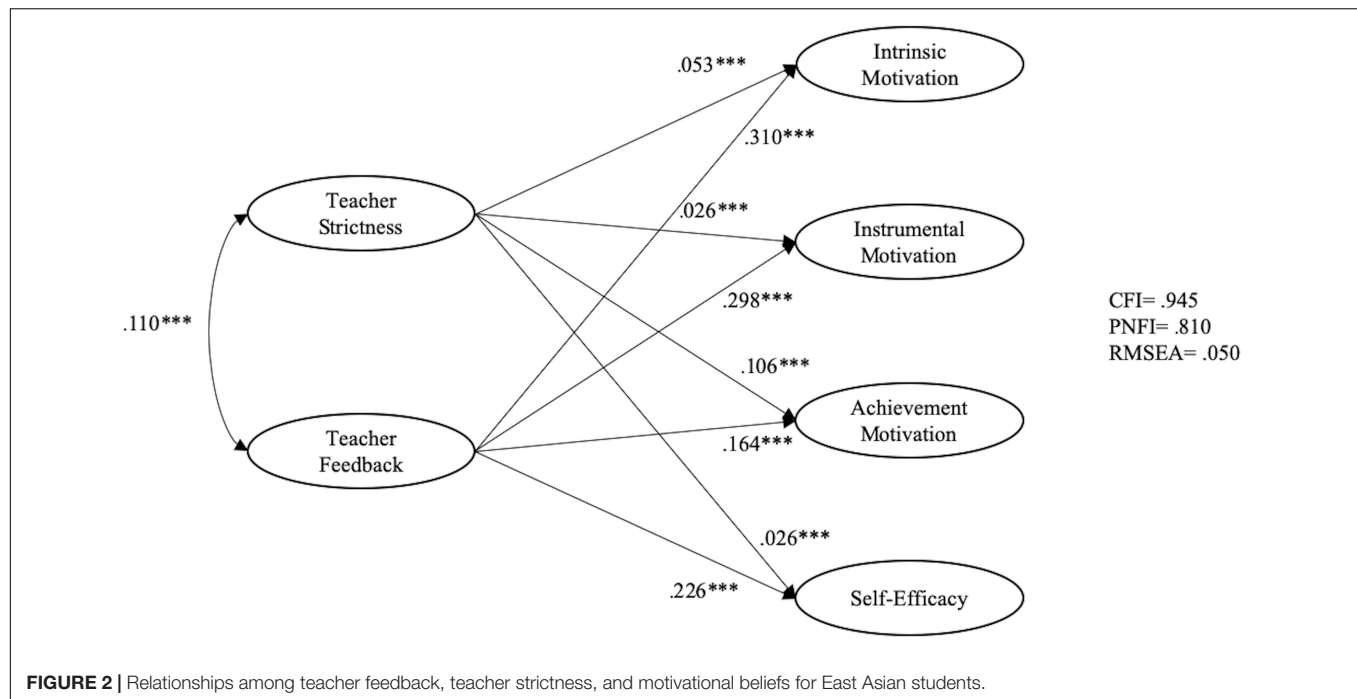 Intrinsic
Motivation
.053***
.310***
Teacher
Strictness
.026***
Instrumental
Motivation
.298***
CFI= .945
PNFI= .810
RMSEA= .050
.110***
.106***
Achievement
Motivation
.164***
Teacher
Feedback
.026***
.226***
Self-Efficacy
FIGURE 2 | Relationships among teacher feedback, teacher strictness, and motivational beliefs for East Asian students.